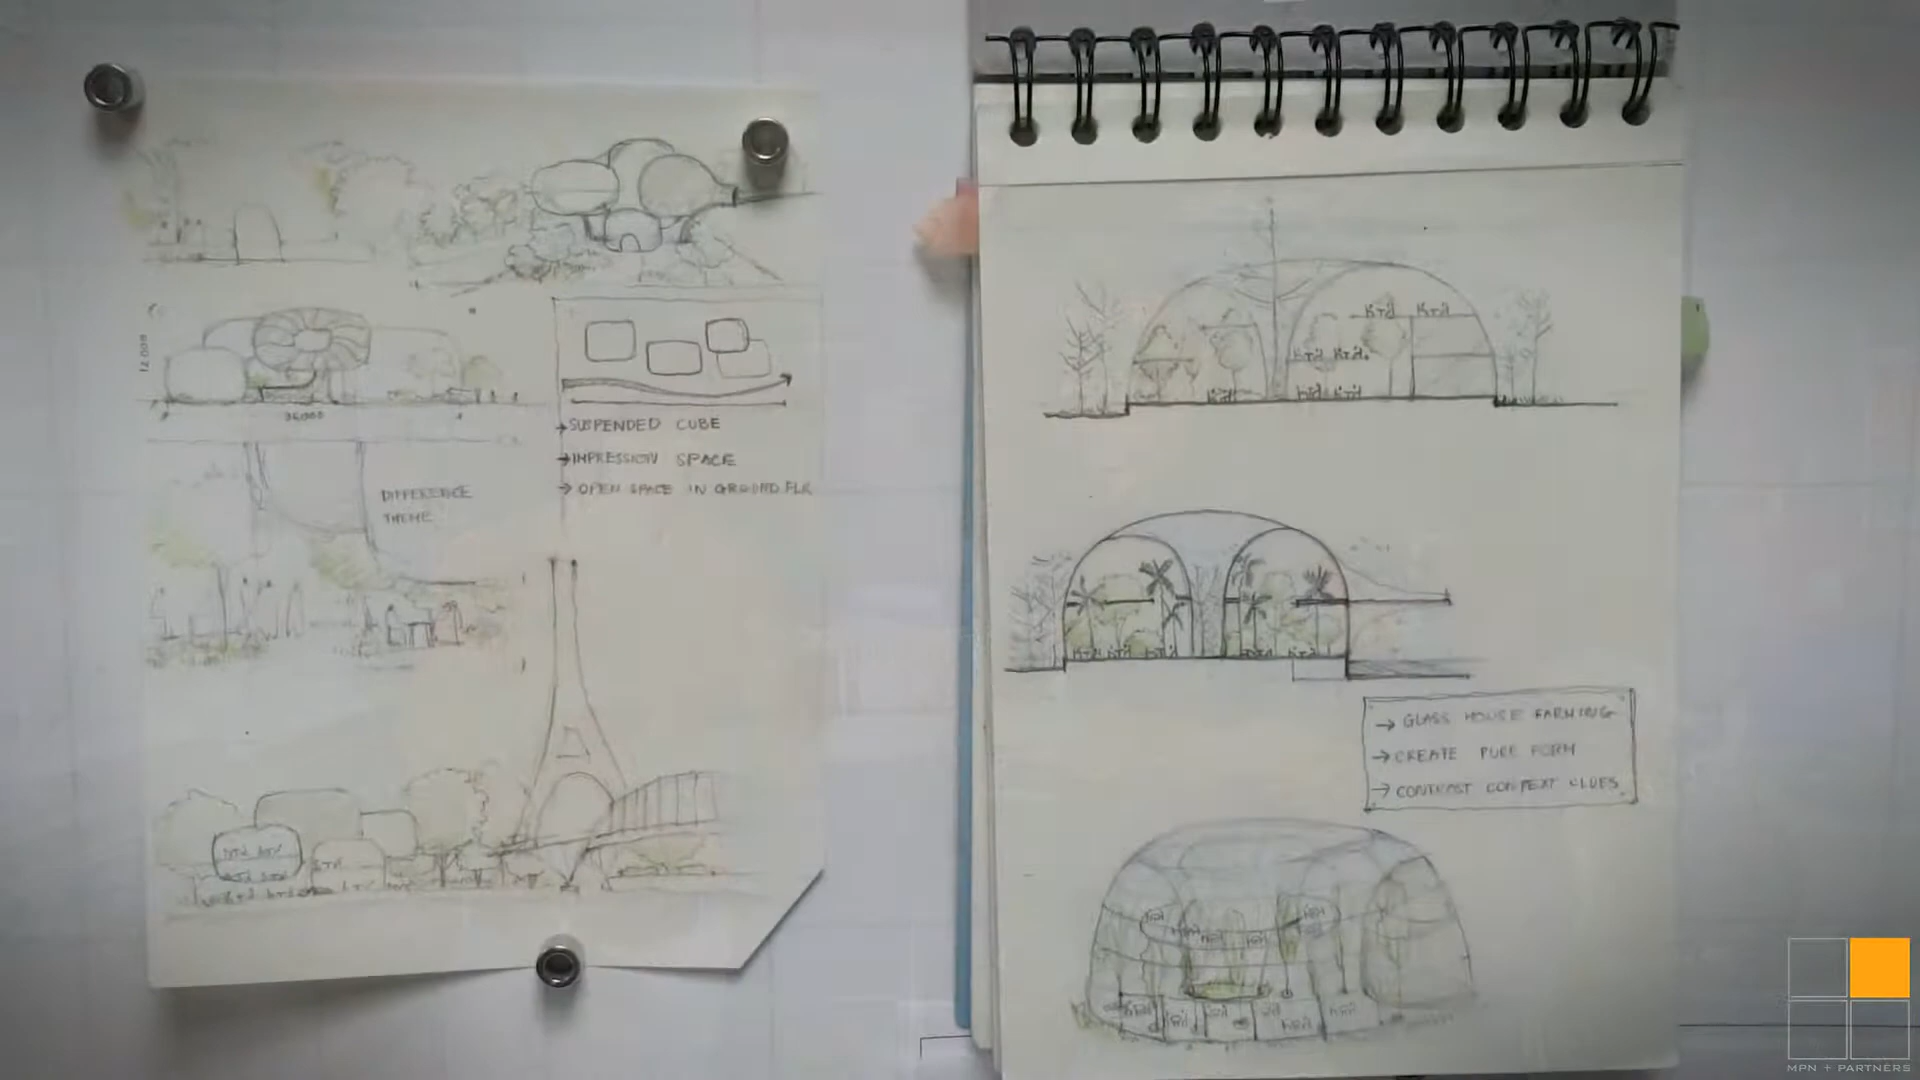 12.000
36.000
→ SUSPENDED CUBE
→ IMPRESSION SPACE
→ OPEN SPACE IN GROUND FLR
DIFFERENCE
THEME
→ GLASS HOUSE FARMING
→ CREATE PURE FORM
→ CONTRAST CONTEXT CLUES
MPN + PARTNERS